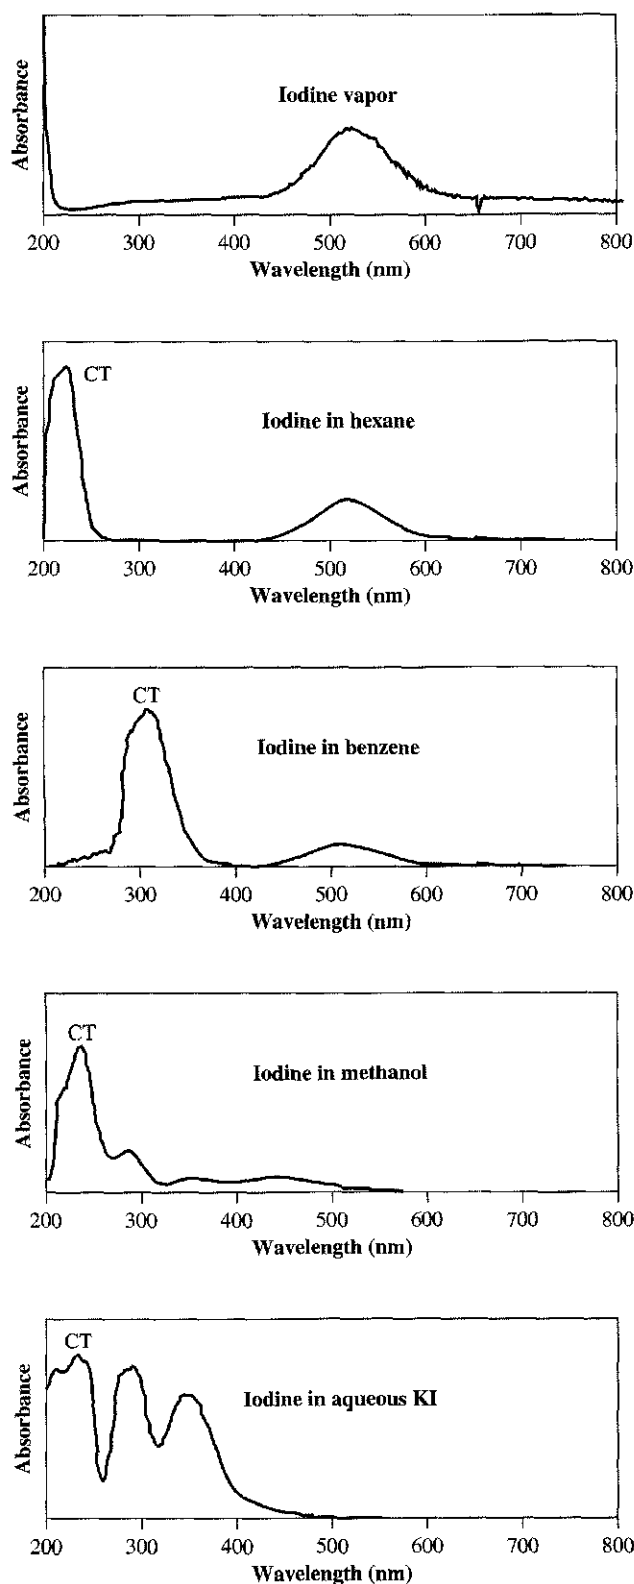 Absorbance
Iodine vapor
200 300 400 500 600 700 800
Wavelength (nm)
Absorbance
CT
Iodine in hexane
200 300 400 500 600 700 800
Wavelength (nm)
Absorbance
CT
Iodine in benzene
200 300 400 500 600 700 800
Wavelength (nm)
Absorbance
CT
Iodine in methanol
200 300 400 500 600 700 800
Wavelength (nm)
Absorbance
CT
Iodine in aqueous KI
200 300 400 500 600 700 800
Wavelength (nm)